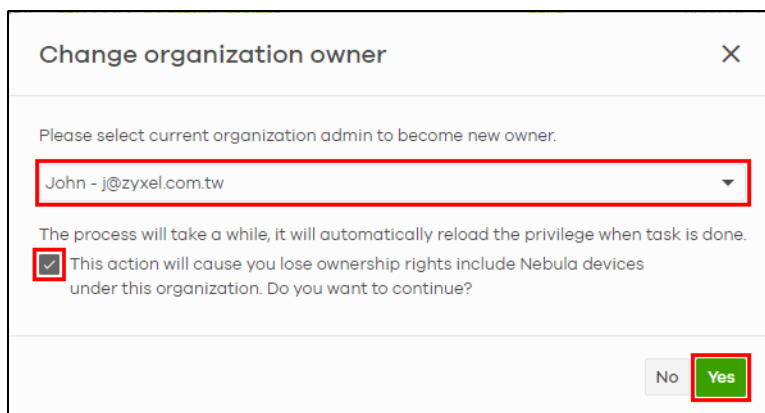 Change organization owner
Please select current organization admin to become new owner.
John - j@zyxel.com.tw
The process will take a while, it will automatically reload the privilege when task is done.
This action will cause you lose ownership rights include Nebula devices
under this organization. Do you want to continue?
No Yes